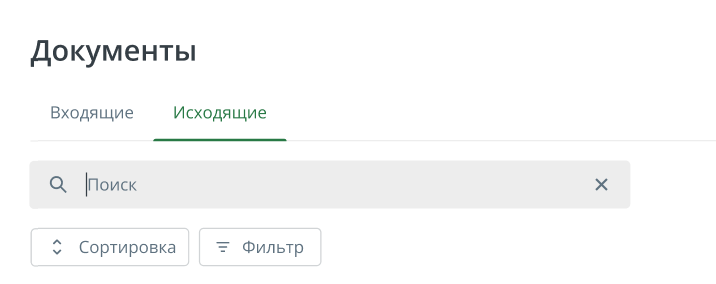 Документы
Входящие Исходящие
Поиск
Сортировка Фильтр